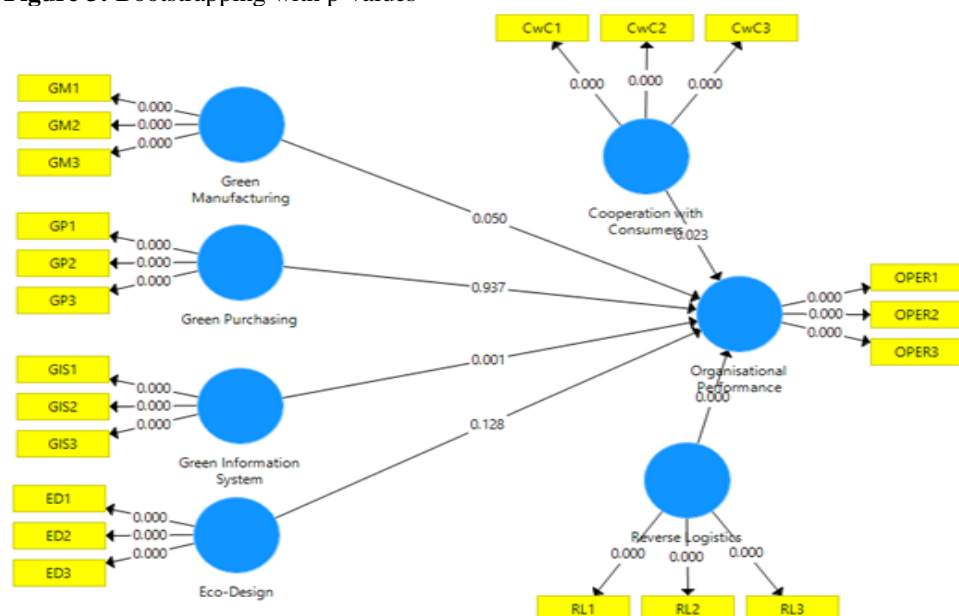 Figure 3: Bootstrapping with p-values
CwC1
CwC2
CwC3
0.000
0.000
0.000
Cooperation with
Consumers
0.023
GM1
GM2
GM3
0.000
0.000
0.000
Green
Manufacturing
0.050
GP1
GP2
GP3
0.000
0.000
0.000
Green Purchasing
0.937
GIS1
GIS2
GIS3
0.000
0.000
0.000
Green Information
System
0.001
ED1
ED2
ED3
0.000
0.000
0.000
Eco-Design
0.128
OPER1
OPER2
OPER3
0.000
0.000
0.000
Organisational
Performance
0.000
Reverse Logistics
0.000
0.000
0.000
RL1
RL2
RL3